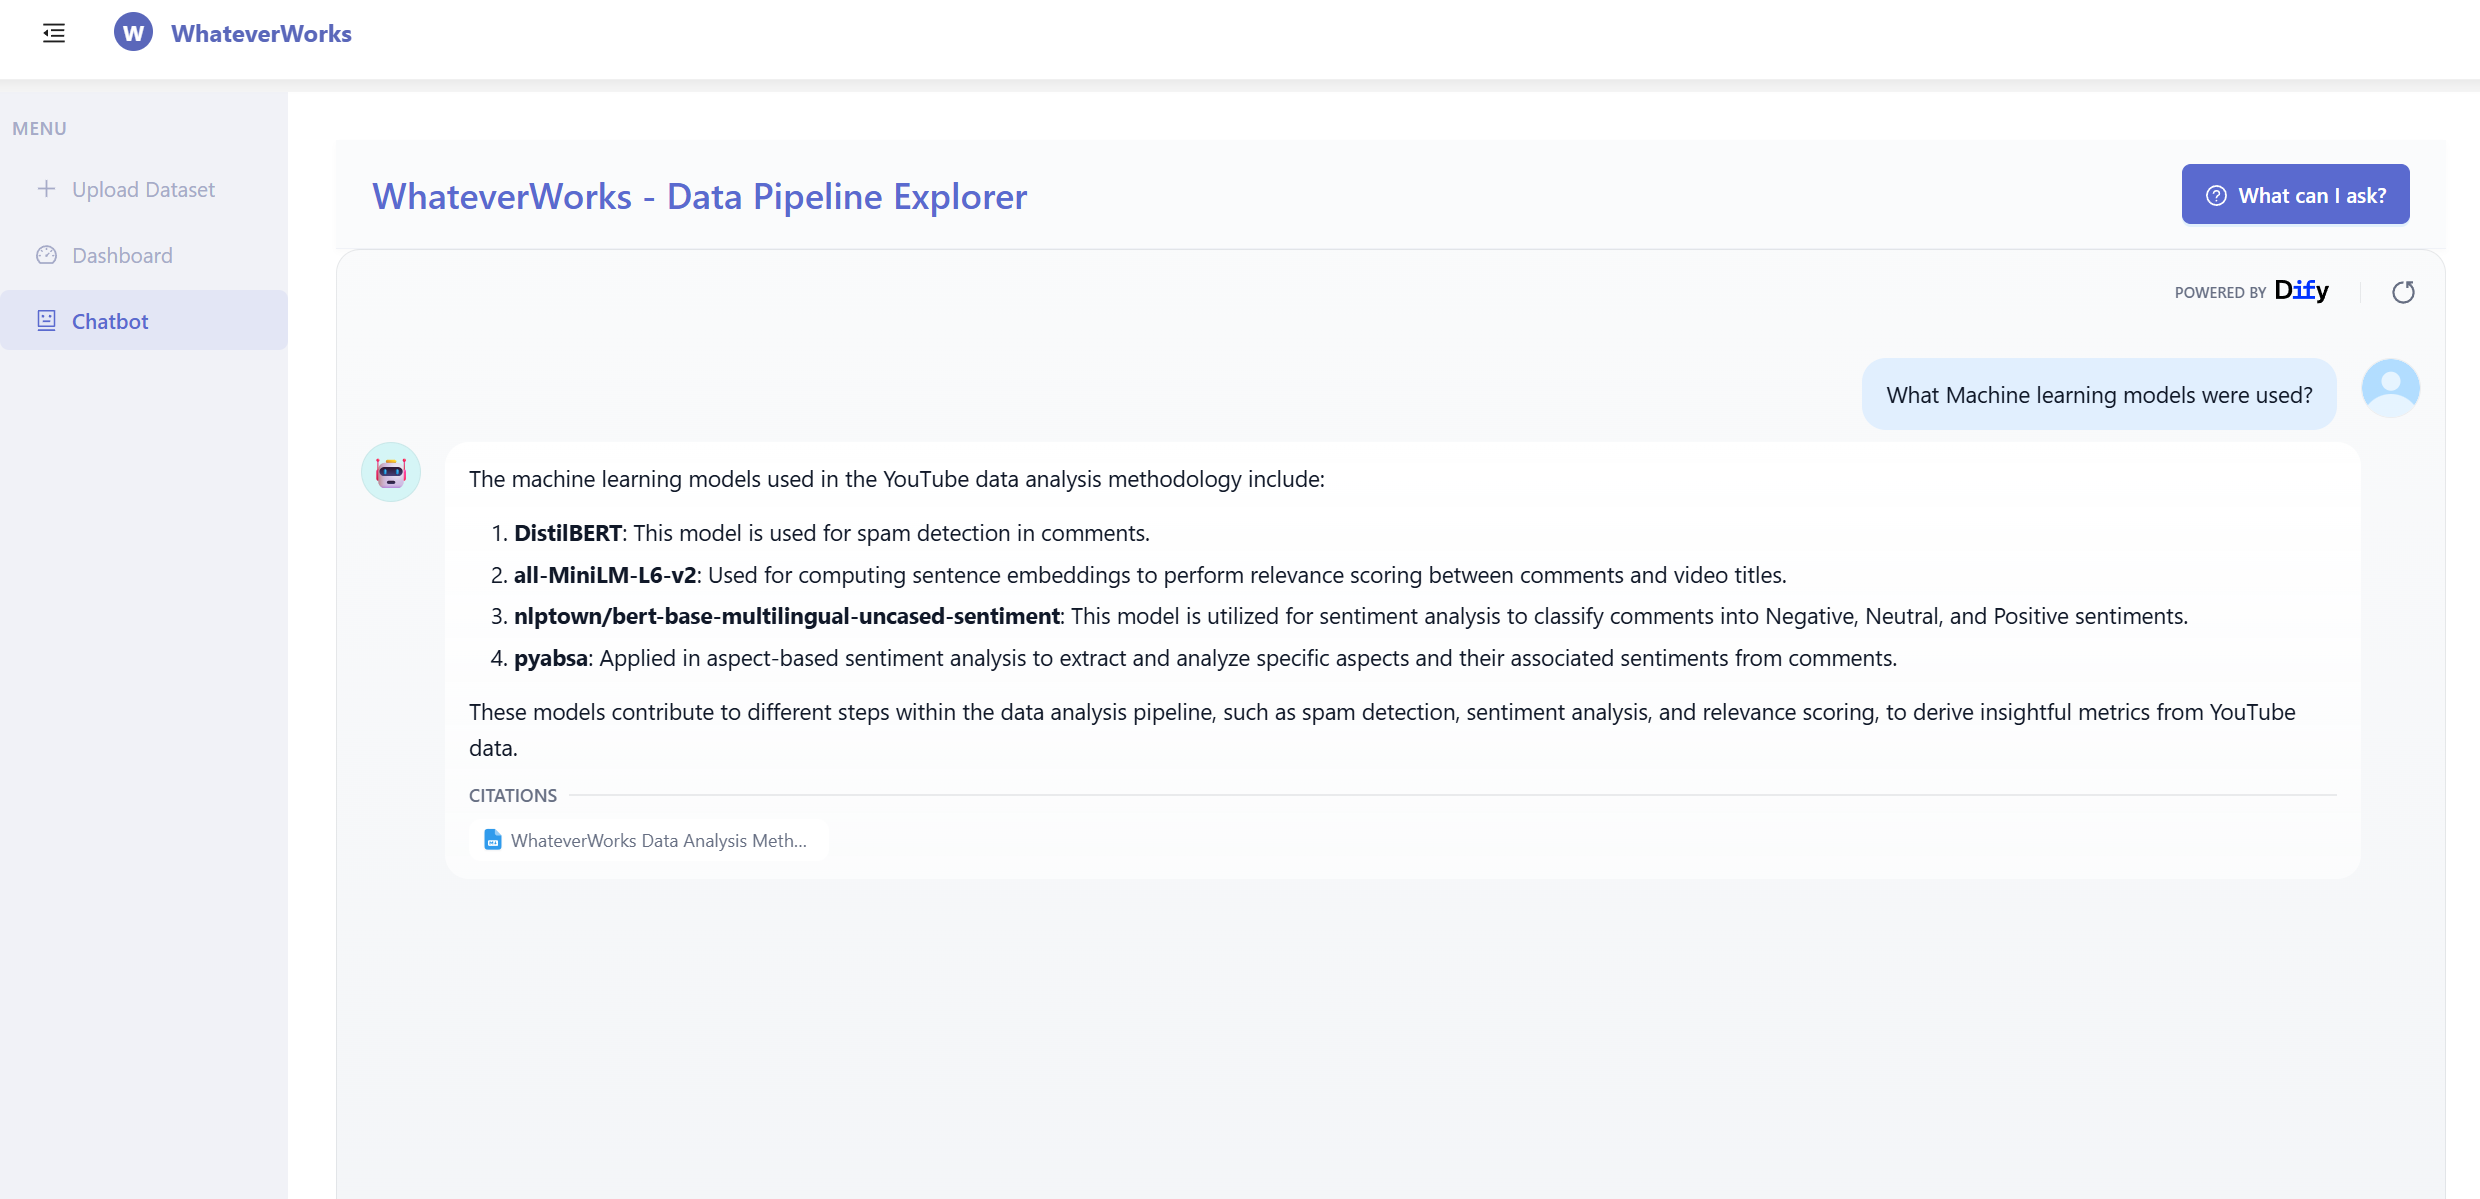 W WhateverWorks
MENU
Upload Dataset
Dashboard
Chatbot
WhateverWorks - Data Pipeline Explorer
What can I ask?
POWERED BY Dify
What Machine learning models were used?
The machine learning models used in the YouTube data analysis methodology include:
1. DistilBERT: This model is used for spam detection in comments.
2. all-MiniLM-L6-v2: Used for computing sentence embeddings to perform relevance scoring between comments and video titles.
3. nlptown/bert-base-multilingual-uncased-sentiment: This model is utilized for sentiment analysis to classify comments into Negative, Neutral, and Positive sentiments.
4. pyabsa: Applied in aspect-based sentiment analysis to extract and analyze specific aspects and their associated sentiments from comments.
These models contribute to different steps within the data analysis pipeline, such as spam detection, sentiment analysis, and relevance scoring, to derive insightful metrics from YouTube
data.
CITATIONS
WhateverWorks Data Analysis Meth...